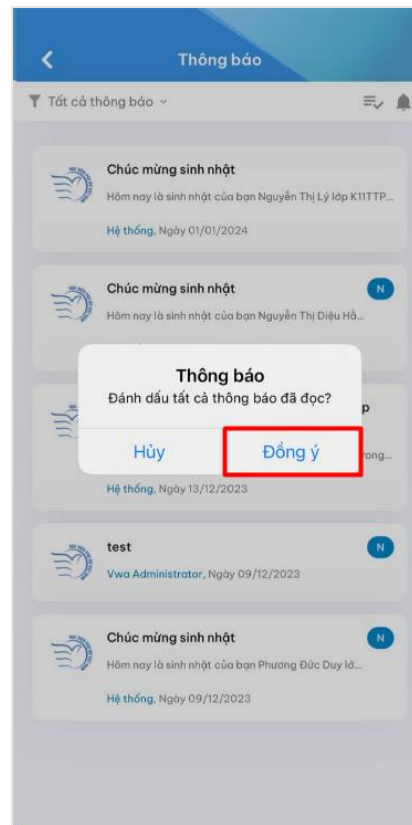 Thông báo
Tất cả thông báo
Chúc mừng sinh nhật
Hôm nay là sinh nhật của bạn Nguyễn Thị Lý lớp K11TTP...
Hệ thống, Ngày 01/01/2024
Chúc mừng sinh nhật
N
Hôm nay là sinh nhật của bạn Nguyễn Thị Diệu Hằ...
Thông báo
Đánh dấu tất cả thông báo đã đọc?
p
Hủy
Đồng ý
rong...
Hệ thống, Ngày 13/12/2023
test
N
Vwa Administrator, Ngày 09/12/2023
Chúc mừng sinh nhật
N
Hôm nay là sinh nhật của bạn Phương Đức Duy lớ...
Hệ thống, Ngày 09/12/2023